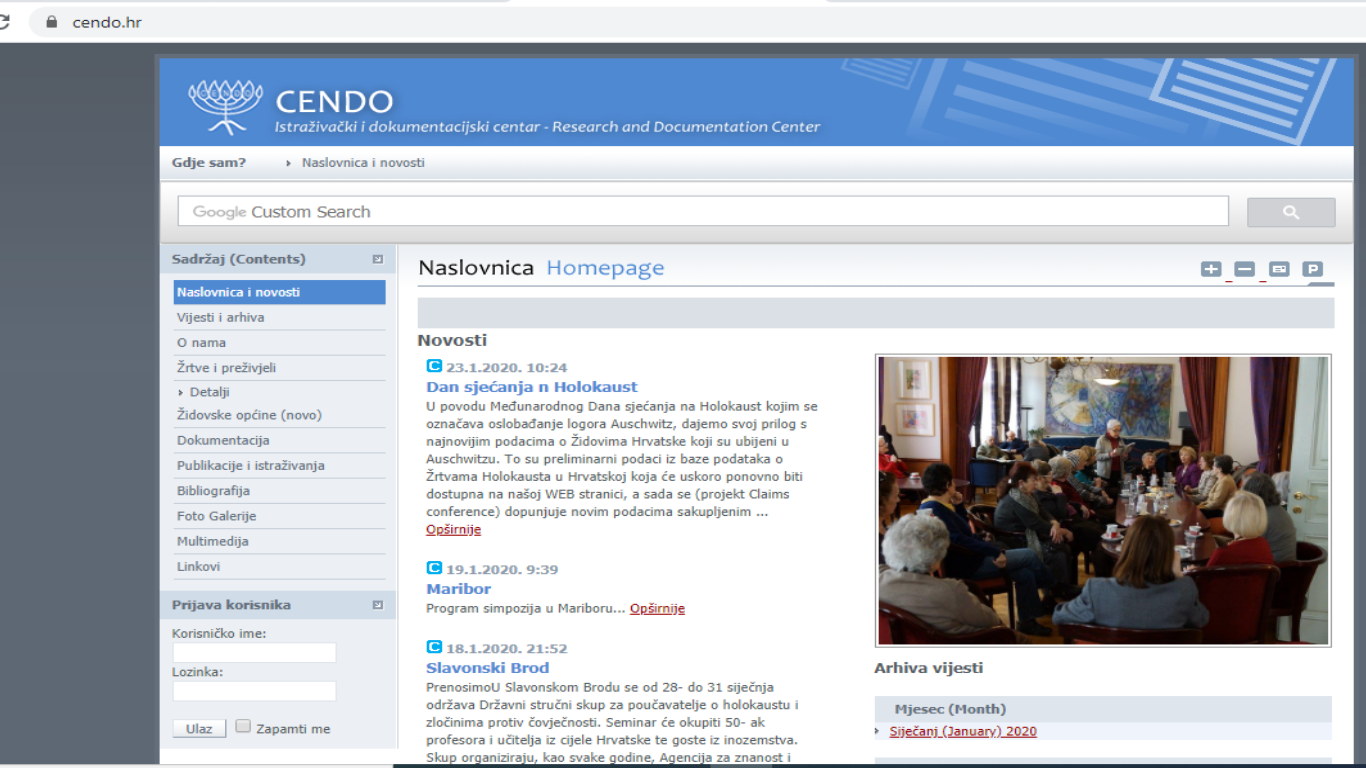 cendo.hr
CENDO
CENDO
Istraživački i dokumentacijski centar - Research and Documentation Center
Gdje sam? Naslovnica i novosti
Google Custom Search
Sadržaj (Contents)
Naslovnica i novosti
Vijesti i arhiva
O nama
Žrtve i preživjeli
Detalji
Židovske općine (novo)
Dokumentacija
Publikacije i istraživanja
Bibliografija
Foto Galerije
Multimedija
Linkovi
Prijava korisnika
Korisničko ime:
Lozinka:
Ulaz Zapamti me
Naslovnica Homepage
P
Novosti
C 23.1.2020. 10:24
Dan sjećanja n Holokaust
U povodu Međunarodnog Dana sjećanja na Holokaust kojim se
označava oslobađanje logora Auschwitz, dajemo svoj prilog s
najnovijim podacima o Židovima Hrvatske koji su ubijeni u
Auschwitzu. To su preliminarni podaci iz baze podataka o
Žrtvama Holokausta u Hrvatskoj koja će uskoro ponovno biti
dostupna na našoj WEB stranici, a sada se (projekt Claims
conference) dopunjuje novim podacima sakupljenim ...
Opširnije
C 19.1.2020. 9:39
Maribor
Program simpozija u Mariboru... Opširnije
C 18.1.2020. 21:52
Slavonski Brod
PrenosimoU Slavonskom Brodu se od 28- do 31 siječnja
održava Državni stručni skup za poučavatelje o holokaustu i
zločinima protiv čovječnosti. Seminar će okupiti 50- ak
profesora i učitelja iz cijele Hrvatske te goste iz inozemstva.
Skup organiziraju, kao svake godine, Agencija za znanost i
Arhiva vijesti
Mjesec (Month)
Siječanj (January) 2020